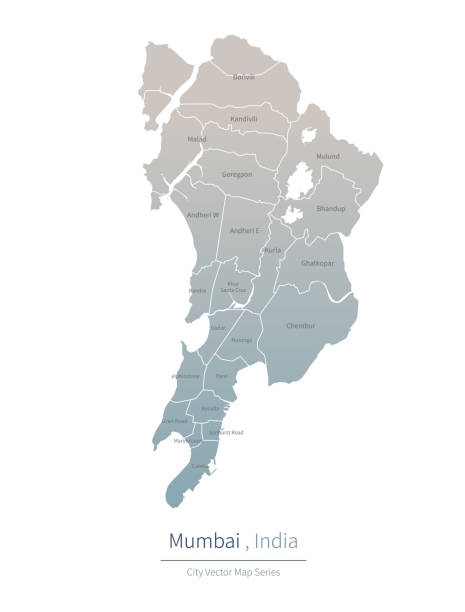 Borivili
Kandivili
Malad
Mulund
Goregaon
Bhandup
Andheri W
Andheri E
Kurla
Ghatkopar
Khar
Santa Cruz
Bandra
Dadar
Chembur
Matunga
elphinstone
Parel
Byculla
Grant Road
Sandhurst Road
Marine Lines
Colaba
Mumbai , India
City Vector Map Series